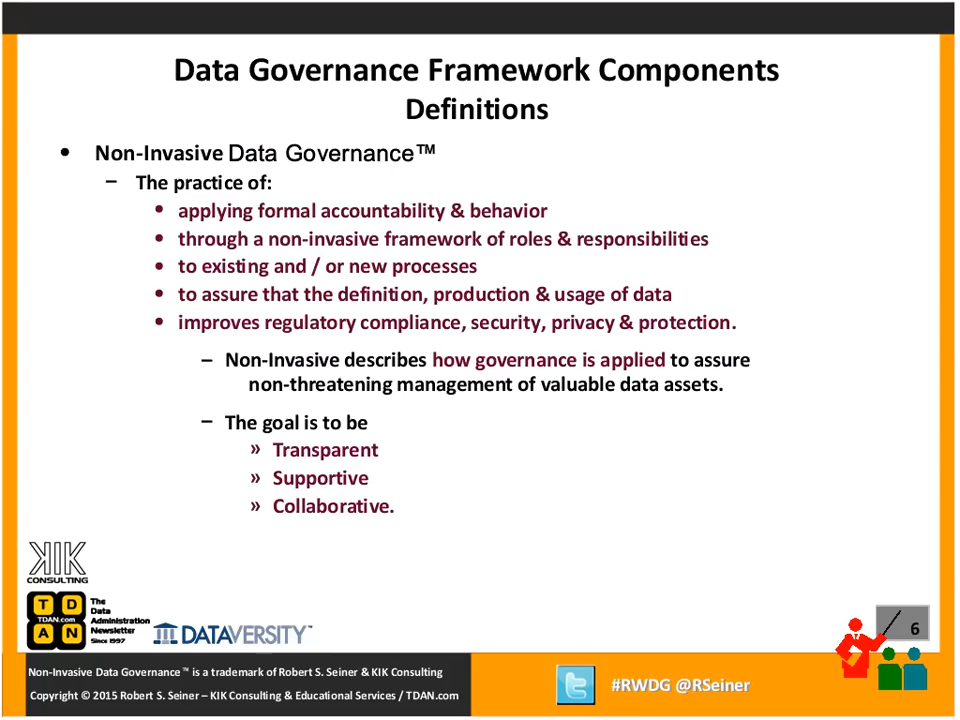 Data Governance Framework Components
Definitions
• Non-Invasive Data Governance™
– The practice of:
• applying formal accountability & behavior
• through a non-invasive framework of roles & responsibilities
• to existing and / or new processes
• to assure that the definition, production & usage of data
• improves regulatory compliance, security, privacy & protection.
– Non-Invasive describes how governance is applied to assure
non-threatening management of valuable data assets.
– The goal is to be
» Transparent
» Supportive
» Collaborative.
KIK
CONSULTING
T D
TDAN.com
A N
The
Data
Administration
Newsletter
Since 1997
DATAVERSITY™
6
Non-Invasive Data Governance™ is a trademark of Robert S. Seiner & KIK Consulting
Copyright © 2015 Robert S. Seiner – KIK Consulting & Educational Services / TDAN.com
#RWDG @RSeiner